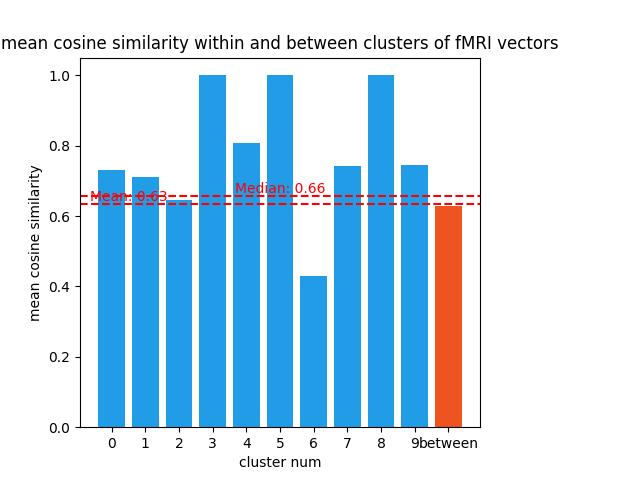 mean cosine similarity within and between clusters of fMRI vectors
mean cosine similarity
1.0
0.8
0.6
0.4
0.2
0.0
Median: 0.66
Mean: 0.63
0 1 2 3 4 5 6 7 8 9 between
cluster num